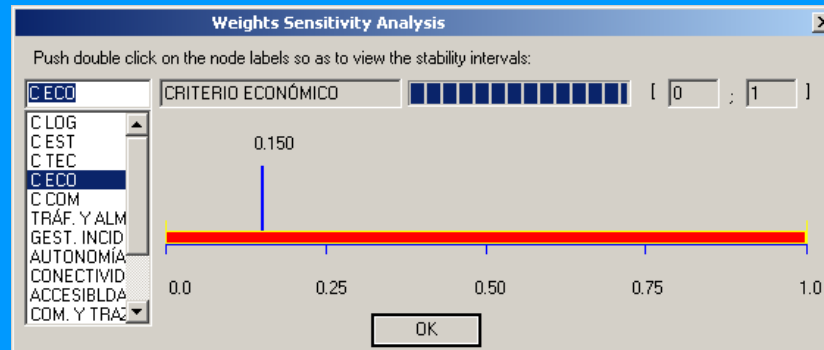 Weights Sensitivity Analysis
Push double click on the node labels so as to view the stability intervals:
C ECO CRITERIO ECONÓMICO [ 0 ; 1 ]
C LOG
C EST
C TEC
C ECO
C COM
TRÁF. Y ALM
GEST. INCID
AUTONOMÍA
CONECTIVID
ACCESIBLDA
COM. Y TRAZ
0.150
0.0 0.25 0.50 0.75 1.0
OK